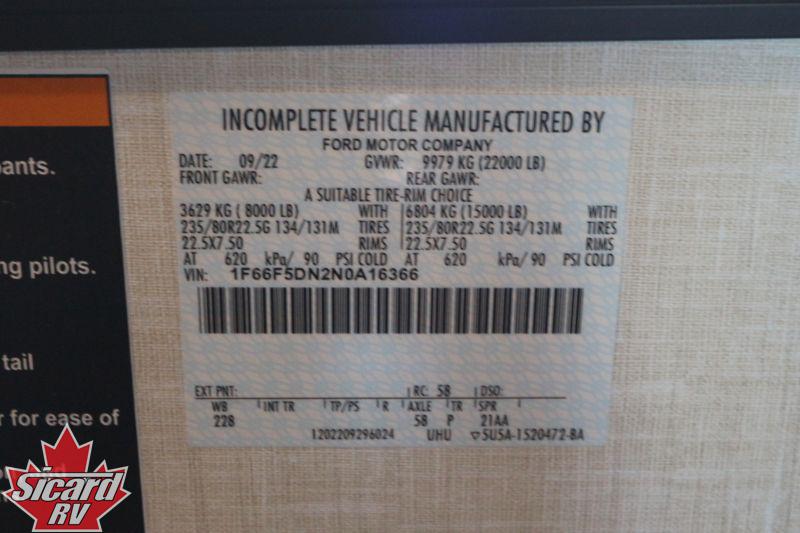 INCOMPLETE VEHICLE MANUFACTURED BY
FORD MOTOR COMPANY
DATE: 09/22 GVWR: 9979 KG (22000 LB)
FRONT GAWR: REAR GAWR:
A SUITABLE TIRE-RIM CHOICE
3629 KG ( 8000 LB) WITH 6804 KG (15000 LB) WITH
235/80R22.5G 134/131M TIRES 235/80R22.5G 134/131M TIRES
22.5X7.50 RIMS 22.5X7.50 RIMS
AT 620 kPa/ 90 PSI COLD AT 620 kPa/ 90 PSI COLD
VIN: 1F66F5DN2N0A16366
EXT PNT: RC: 58 DSO:
WB INT TR TP/PS R AXLE TR SPR
228 58 P 21AA
1202209296024 UHU ▽5U5A-1520472-BA
pants.
ng pilots.
tail
r for ease of
Sicard
RV